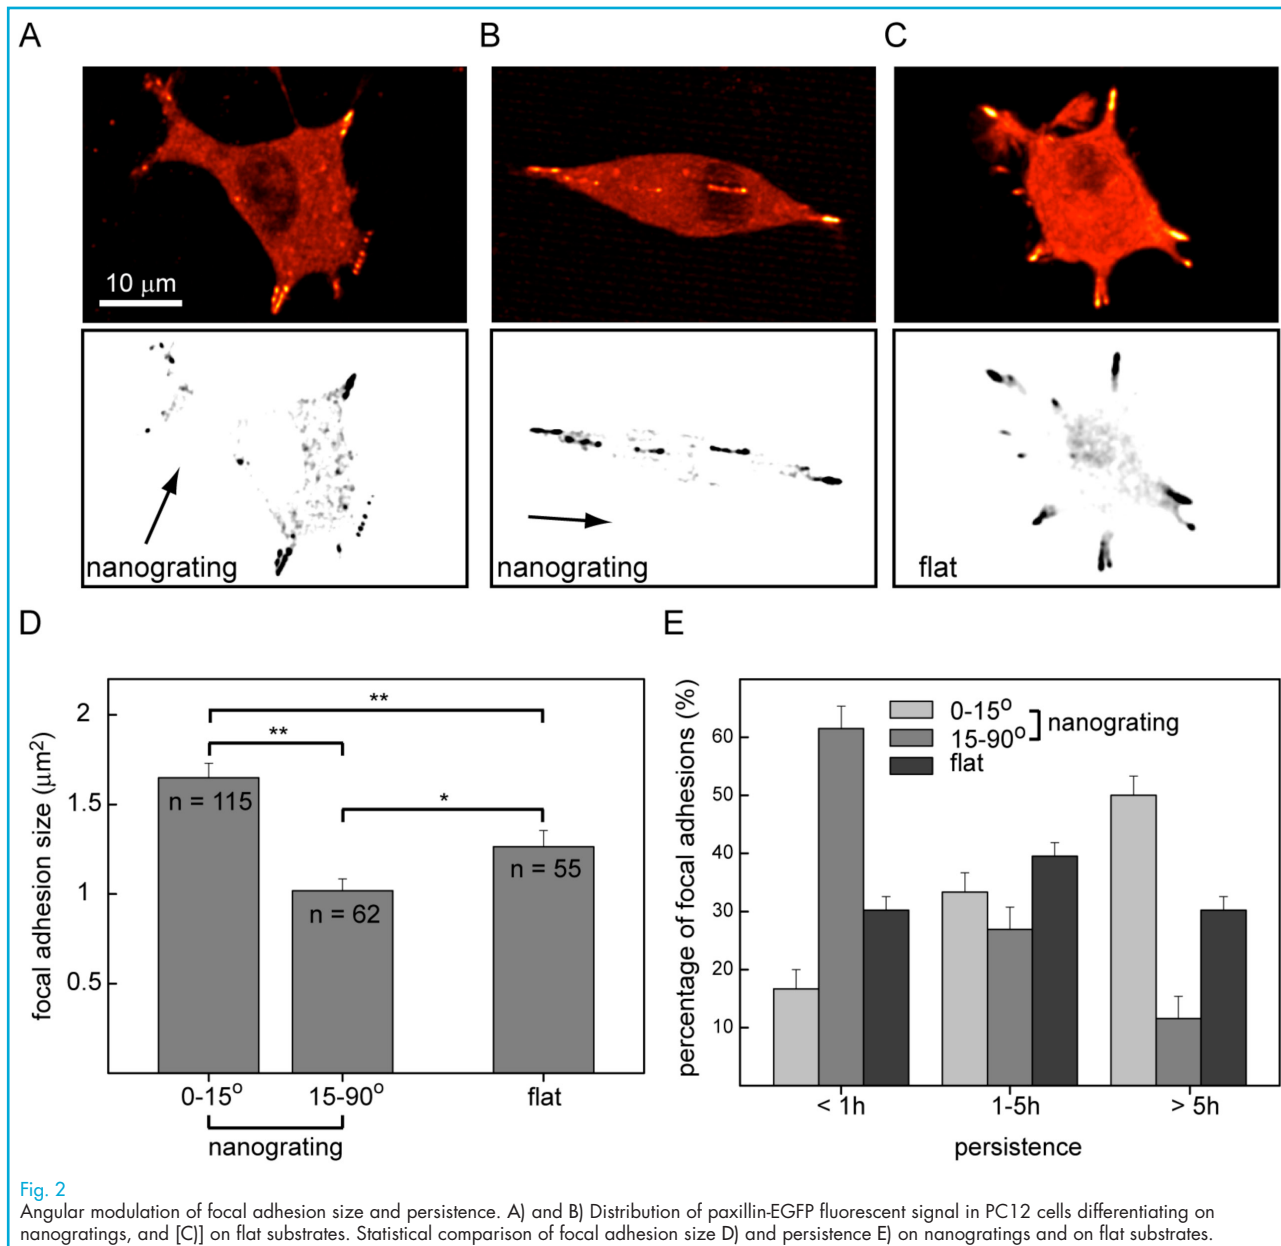 A
B
C
10 μm
nanograting
nanograting
flat
D
E
focal adhesion size (μm²)
2
1.5
1
0.5
**
**
*
n = 115
n = 62
n = 55
0-15º
15-90º
flat
nanograting
percentage of focal adhesions (%)
60
50
40
30
20
10
0-15º
15-90º
nanograting
flat
< 1h
1-5h
> 5h
persistence
Fig. 2
Angular modulation of focal adhesion size and persistence. A) and B) Distribution of paxillin-EGFP fluorescent signal in PC12 cells differentiating on
nanogratings, and [C)] on flat substrates. Statistical comparison of focal adhesion size D) and persistence E) on nanogratings and on flat substrates.